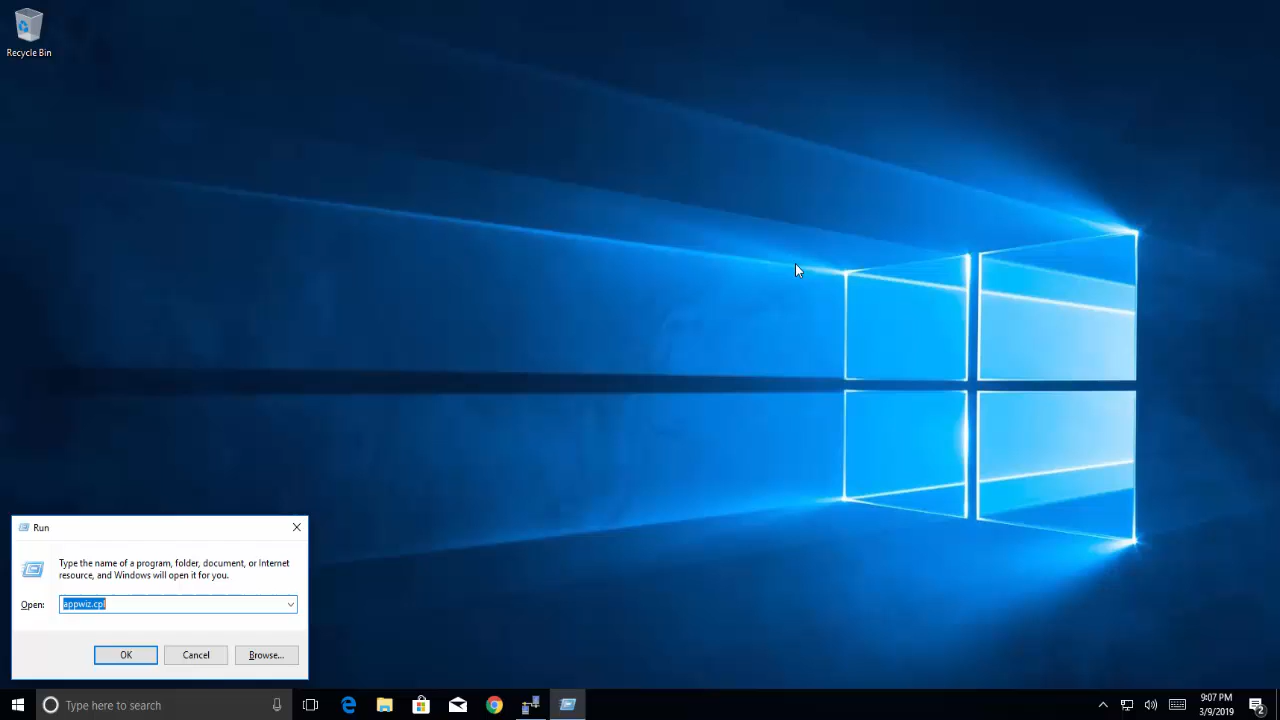 Recycle Bin
Run
Type the name of a program, folder, document, or Internet
resource, and Windows will open it for you.
Open:
appwiz.cpl
OK
Cancel
Browse...
Type here to search
9:07 PM
3/9/2019
2